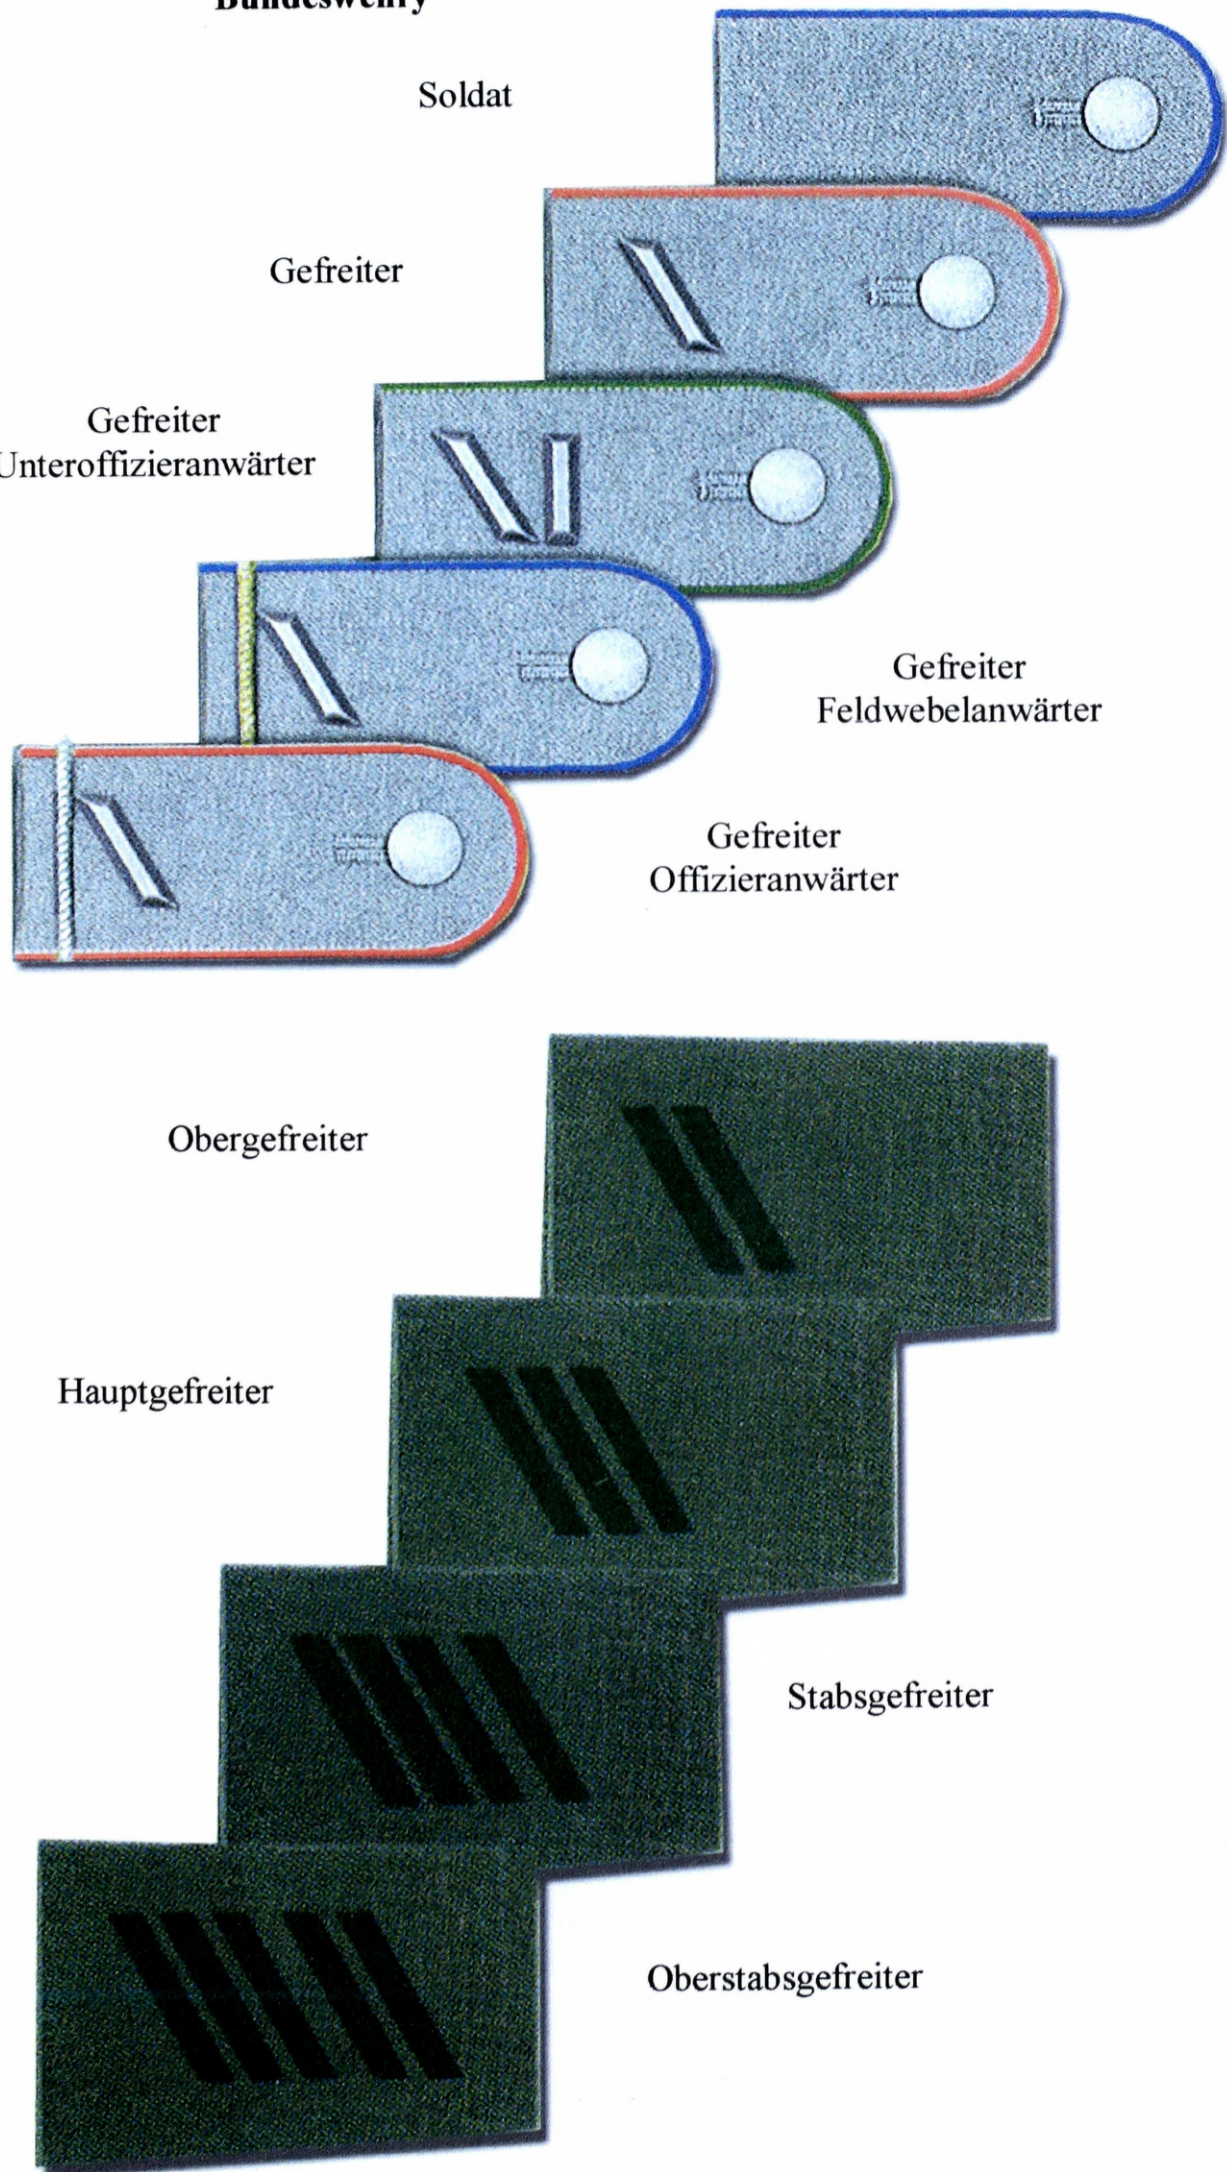 Soldat
Gefreiter
Gefreiter
Unteroffizieranwärter
Gefreiter
Feldwebelanwärter
Gefreiter
Offizieranwärter
Obergefreiter
Hauptgefreiter
Stabsgefreiter
Oberstabsgefreiter